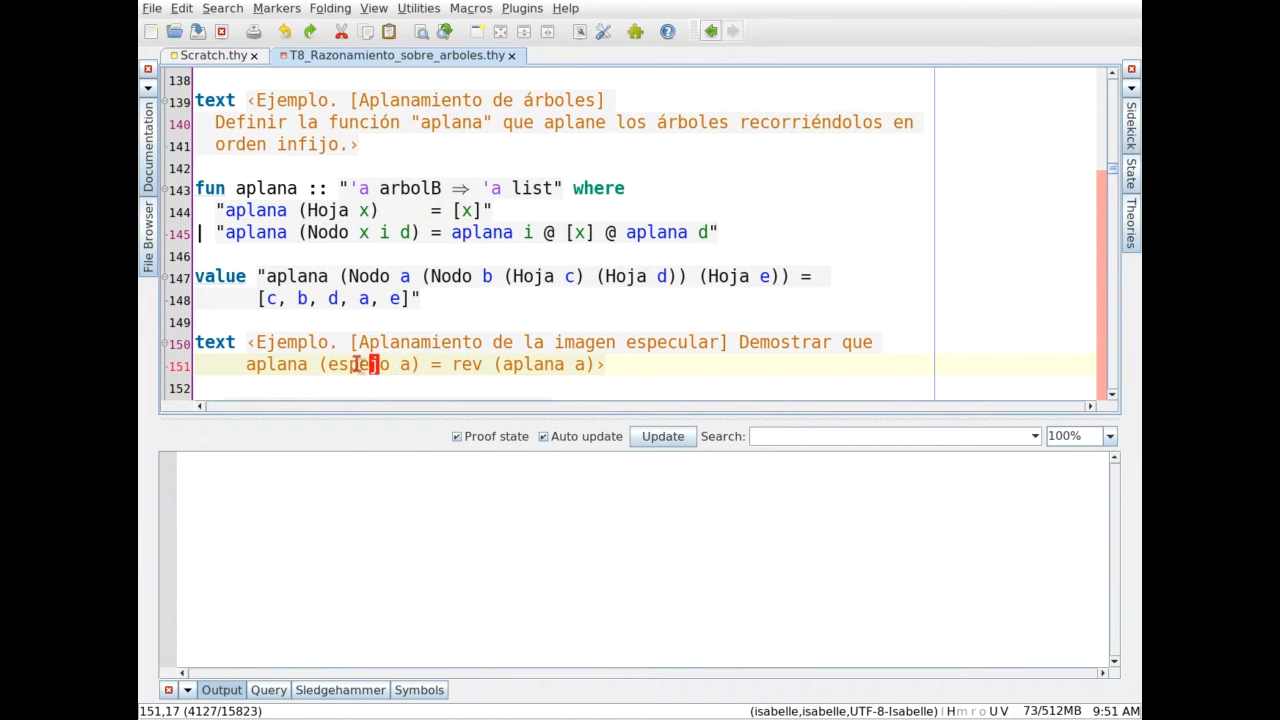 File Edit Search Markers Folding View Utilities Macros Plugins Help
Scratch.thy T8_Razonamiento_sobre_arboles.thy
138
139 text ‹Ejemplo. [Aplanamiento de árboles]
140 Definir la función "aplana" que aplane los árboles recorriéndolos en
141 orden infijo.›
142
143 fun aplana :: "'a arbolB ⇒ 'a list" where
144 "aplana (Hoja x)     = [x]"
145 | "aplana (Nodo x i d) = aplana i @ [x] @ aplana d"
146
147 value "aplana (Nodo a (Nodo b (Hoja c) (Hoja d)) (Hoja e)) =
148 [c, b, d, a, e]"
149
150 text ‹Ejemplo. [Aplanamiento de la imagen especular] Demostrar que
151 aplana (espejo a) = rev (aplana a)›
152
Documentation
File Browser
Sidekick
State
Theories
Proof state Auto update Update Search: 100%
Output Query Sledgehammer Symbols
151,17 (4127/15823) (isabelle,isabelle,UTF-8-Isabelle) H m r o U V 73/512MB 9:51 AM